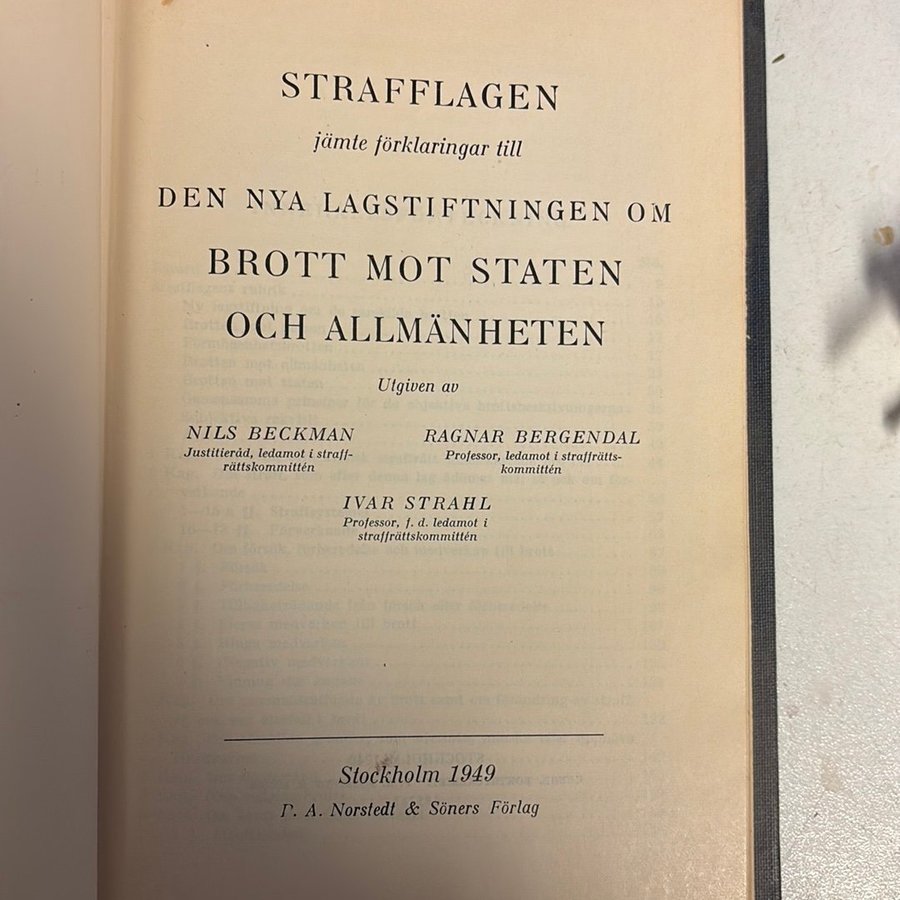 STRAFFLAGEN
jämte förklaringar till
DEN NYA LAGSTIFTNINGEN OM
BROTT MOT STATEN
OCH ALLMÄNHETEN
Utgiven av
NILS BECKMAN
Justitieråd, ledamot i straff-
rättskommittén
RAGNAR BERGENDAL
Professor, ledamot i straffrätts-
kommittén
IVAR STRAHL
Professor, f. d. ledamot i
straffrättskommittén
Stockholm 1949
P. A. Norstedt & Söners Förlag